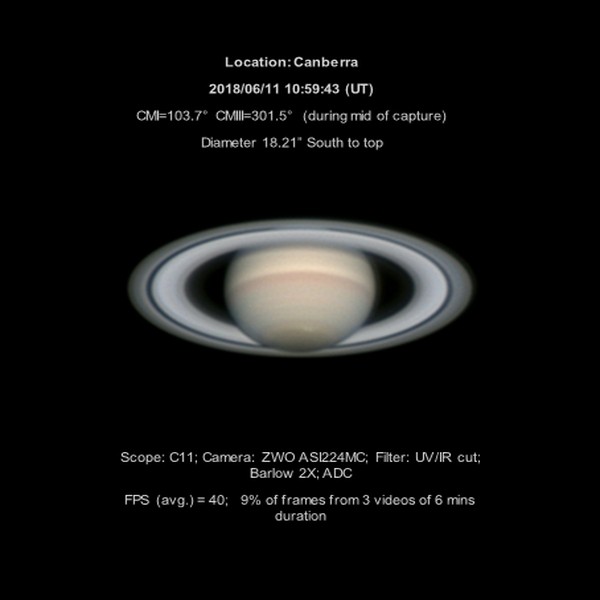 Location: Canberra
2018/06/11 10:59:43 (UT)
CMI=103.7° CMIII=301.5° (during mid of capture)
Diameter 18.21" South to top
Scope: C11; Camera: ZWO ASI224MC; Filter: UV/IR cut;
Barlow 2X; ADC
FPS (avg.) = 40; 9% of frames from 3 videos of 6 mins
duration